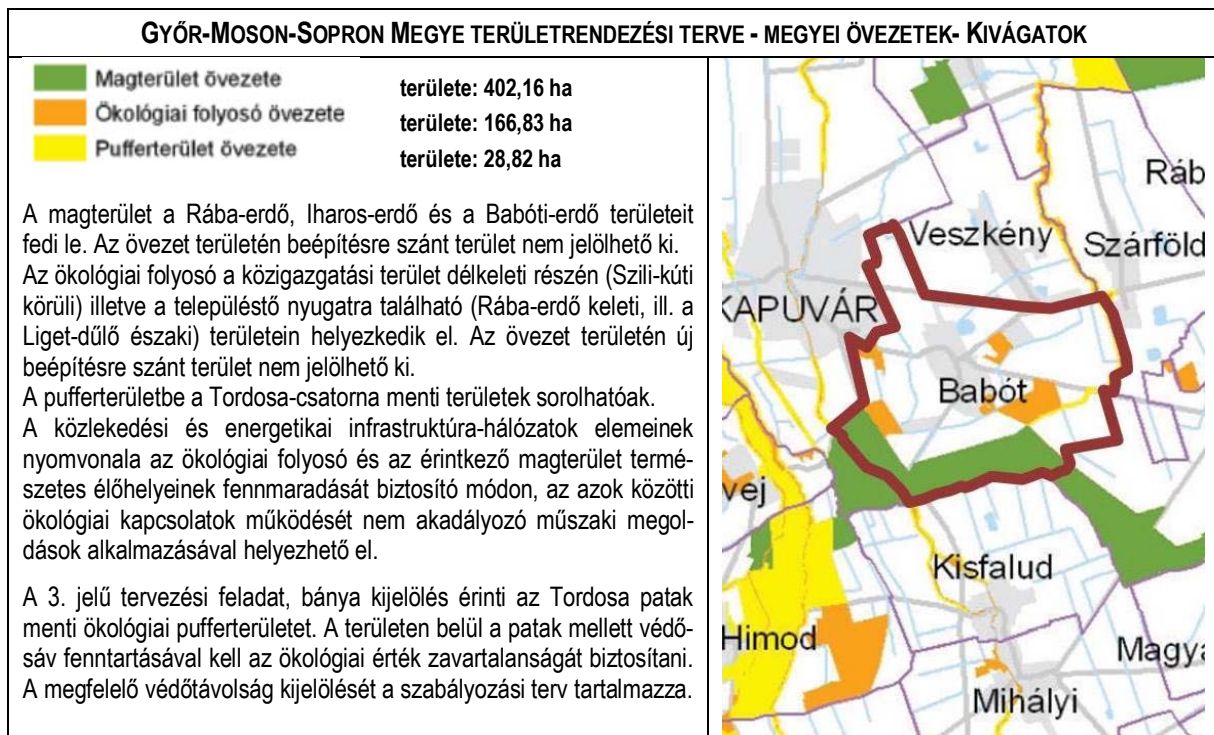 GYŐR-MOSON-SOPRON MEGYE TERÜLETRENDEZÉSI TERVE - MEGYEI ÖVEZETEK- KIVÁGATOK
Magterület övezete területe: 402,16 ha
Ökológiai folyosó övezete területe: 166,83 ha
Pufferterület övezete területe: 28,82 ha
A magterület a Rába-erdő, Iharos-erdő és a Babóti-erdő területeit
fedi le. Az övezet területén beépítésre szánt terület nem jelölhető ki.
Az ökológiai folyosó a közigazgatási terület délkeleti részén (Szili-kúti
körüli) illetve a településtő nyugatra található (Rába-erdő keleti, ill. a
Liget-dűlő északi) területein helyezkedik el. Az övezet területén új
beépítésre szánt terület nem jelölhető ki.
A pufferterületbe a Tordosa-csatorna menti területek sorolhatóak.
A közlekedési és energetikai infrastruktúra-hálózatok elemeinek
nyomvonala az ökológiai folyosó és az érintkező magterület termé-
szetes élőhelyeinek fennmaradását biztosító módon, az azok közötti
ökológiai kapcsolatok működését nem akadályozó műszaki megol-
dások alkalmazásával helyezhető el.
A 3. jelű tervezési feladat, bánya kijelölés érinti az Tordosa patak
menti ökológiai pufferterületet. A területen belül a patak mellett védő-
sáv fenntartásával kell az ökológiai érték zavartalanságát biztosítani.
A megfelelő védőtávolság kijelölését a szabályozási terv tartalmazza.
Ráb
Veszkény
Szárföld
KAPUVÁR
Babót
vej
Kisfalud
Himod
Magya
Mihályi